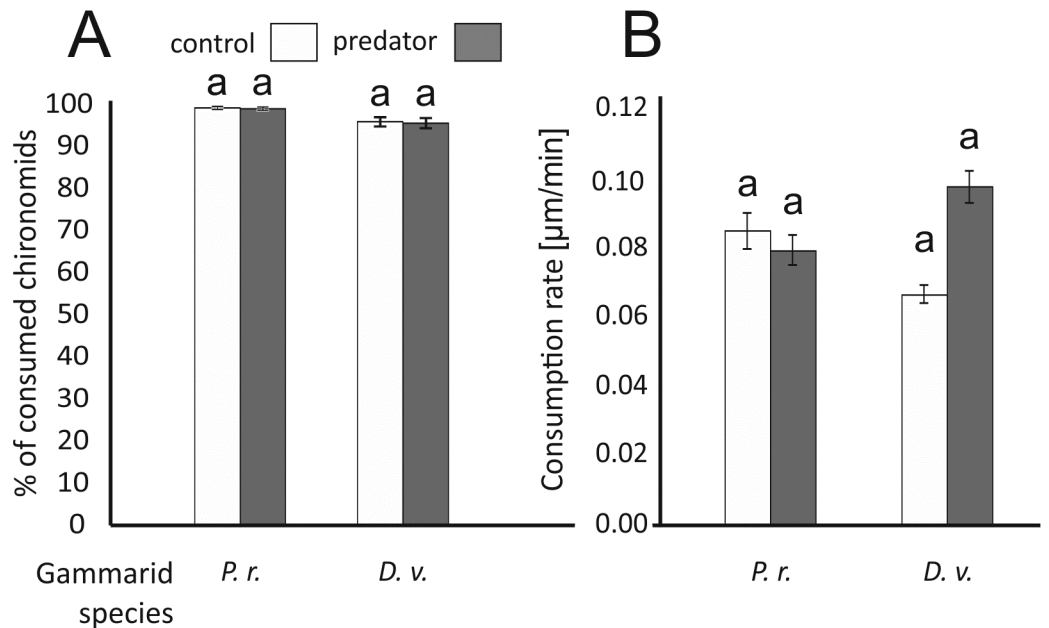 A
control predator
a a a a
% of consumed chironomids
100
90
80
70
60
50
40
30
20
10
0
P. r. D. v.
Gammarid
species
B
Consumption rate [µm/min]
0.12
0.10
0.08
0.06
0.04
0.02
0.00
a a a a
P. r. D. v.